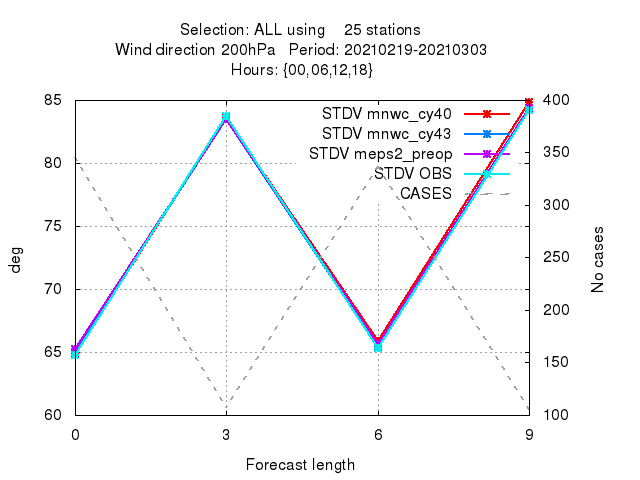 Selection: ALL using    25 stations
Wind direction 200hPa   Period: 20210219-20210303
Hours: {00,06,12,18}
STDV mnwc_cy40
STDV mnwc_cy43
STDV meps2_preop
STDV OBS
CASES
85
80
75
70
65
60
deg
400
350
300
250
200
150
100
No cases
0 3 6 9
Forecast length